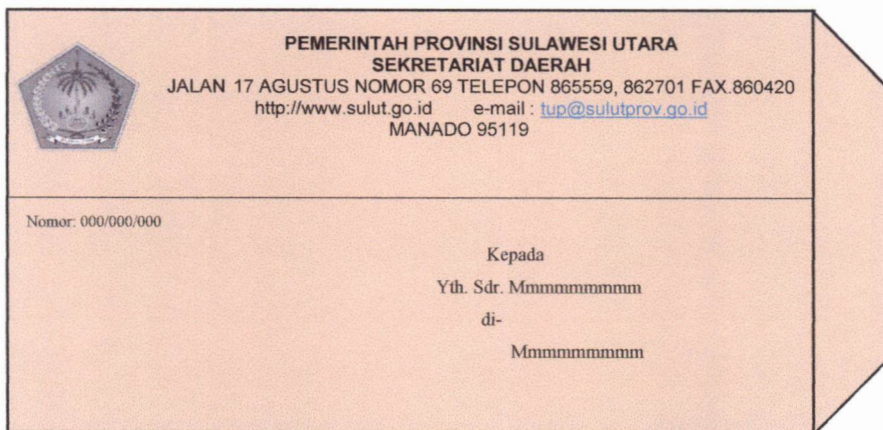 PEMERINTAH PROVINSI SULAWESI UTARA
SEKRETARIAT DAERAH
JALAN 17 AGUSTUS NOMOR 69 TELEPON 865559, 862701 FAX.860420
http://www.sulut.go.id e-mail : tup@sulutprov.go.id
MANADO 95119
Nomor: 000/000/000
Kepada
Yth. Sdr. Mmmmmmmmm
di-
Mmmmmmmmm